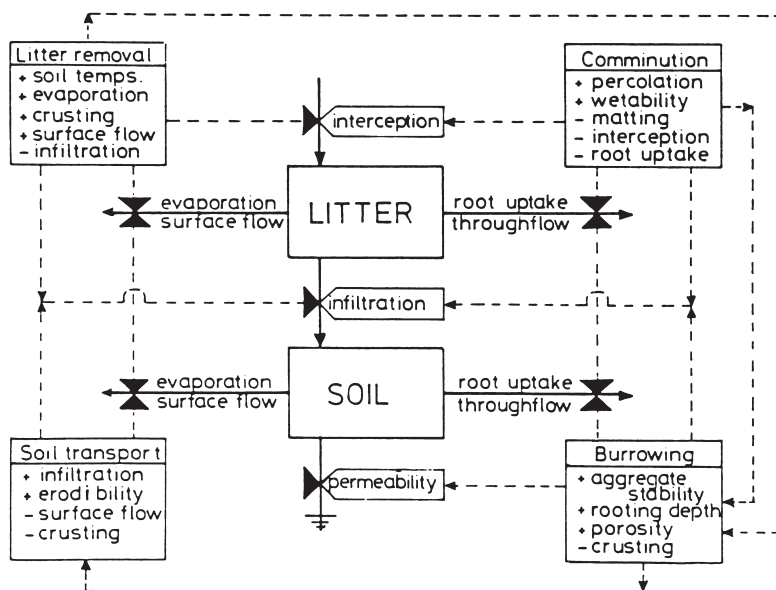 Litter removal
+ soil temps.
+ evaporation
+ crusting
+ surface flow
- infiltration
Comminution
+ percolation
+ wetability
- matting
- interception
- root uptake
interception
evaporation
surface flow
LITTER
root uptake
throughflow
infiltration
evaporation
surface flow
SOIL
root uptake
throughflow
permeability
Soil transport
+ infiltration
+ erodibility
- surface flow
- crusting
Burrowing
+ aggregate
stability
+ rooting depth
+ porosity
- crusting